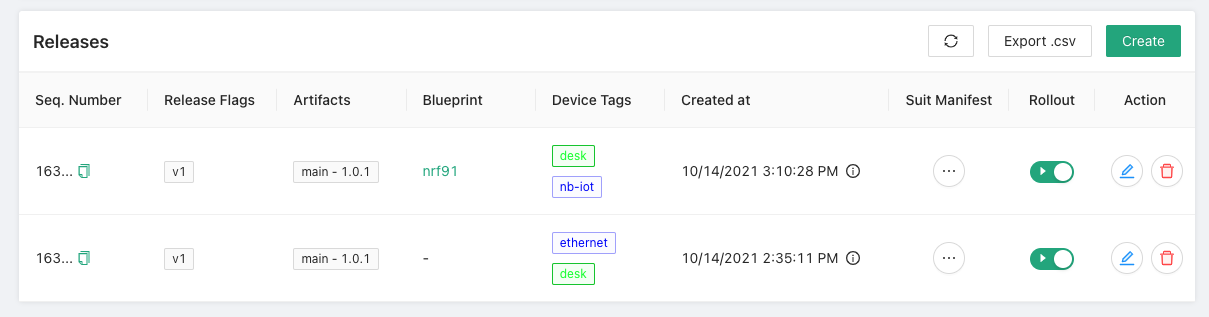 Releases
Export .csv
Create
Seq. Number Release Flags Artifacts Blueprint Device Tags Created at Suit Manifest Rollout Action
163... v1 main - 1.0.1 nrf91 desk nb-iot 10/14/2021 3:10:28 PM
163... v1 main - 1.0.1 - ethernet desk 10/14/2021 2:35:11 PM